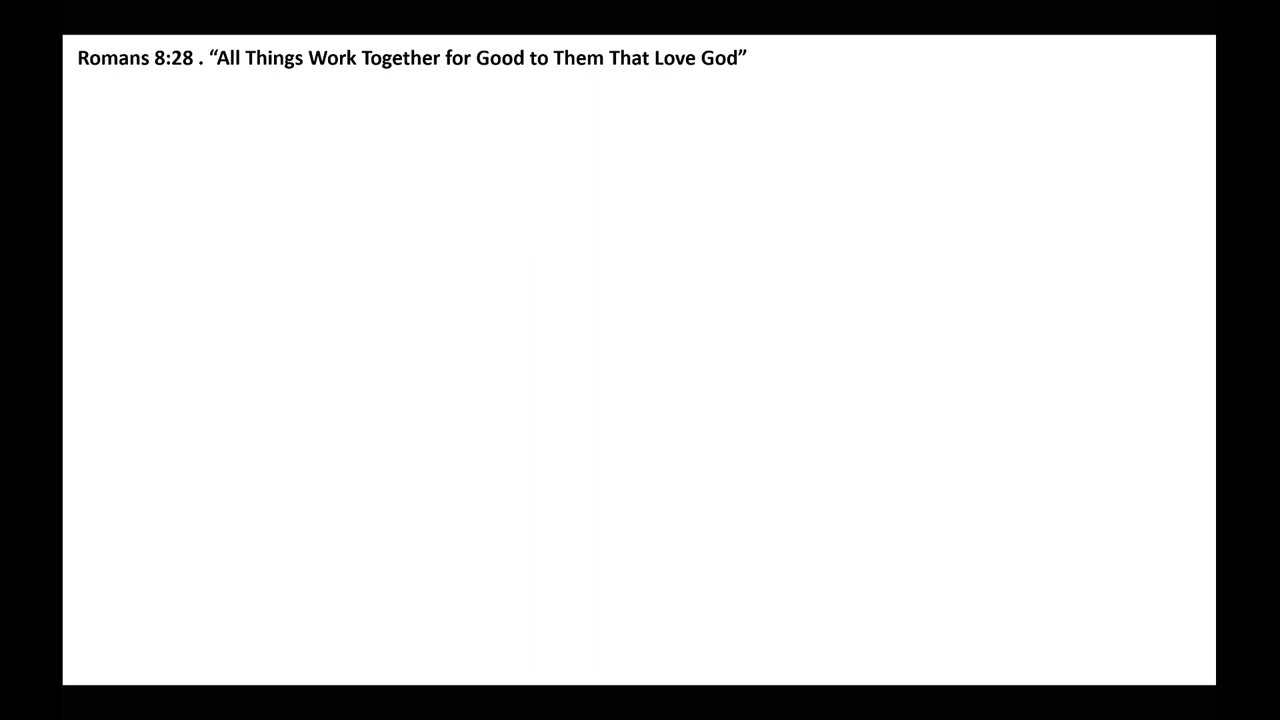 Romans 8:28 . “All Things Work Together for Good to Them That Love God”